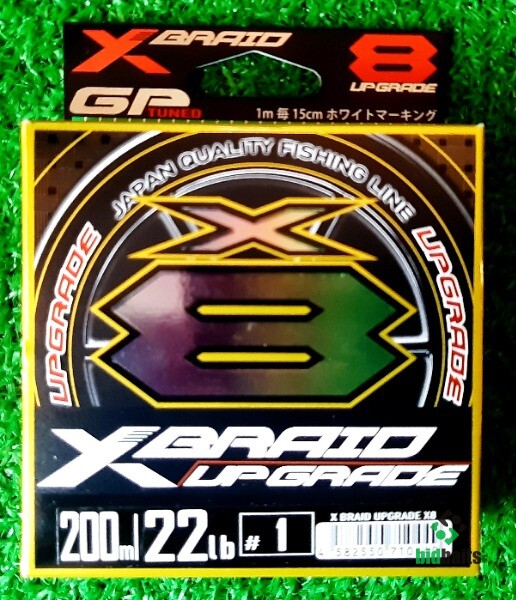 X BRAID 8
UPGRADE
GP
TUNED
1m毎15cmホワイトマーキング
JAPAN QUALITY FISHING LINE
UPGRADE
X
UPGRADE
8
X BRAID
UPGRADE
200m 22lb # 1
X BRAID UPGRADE X8